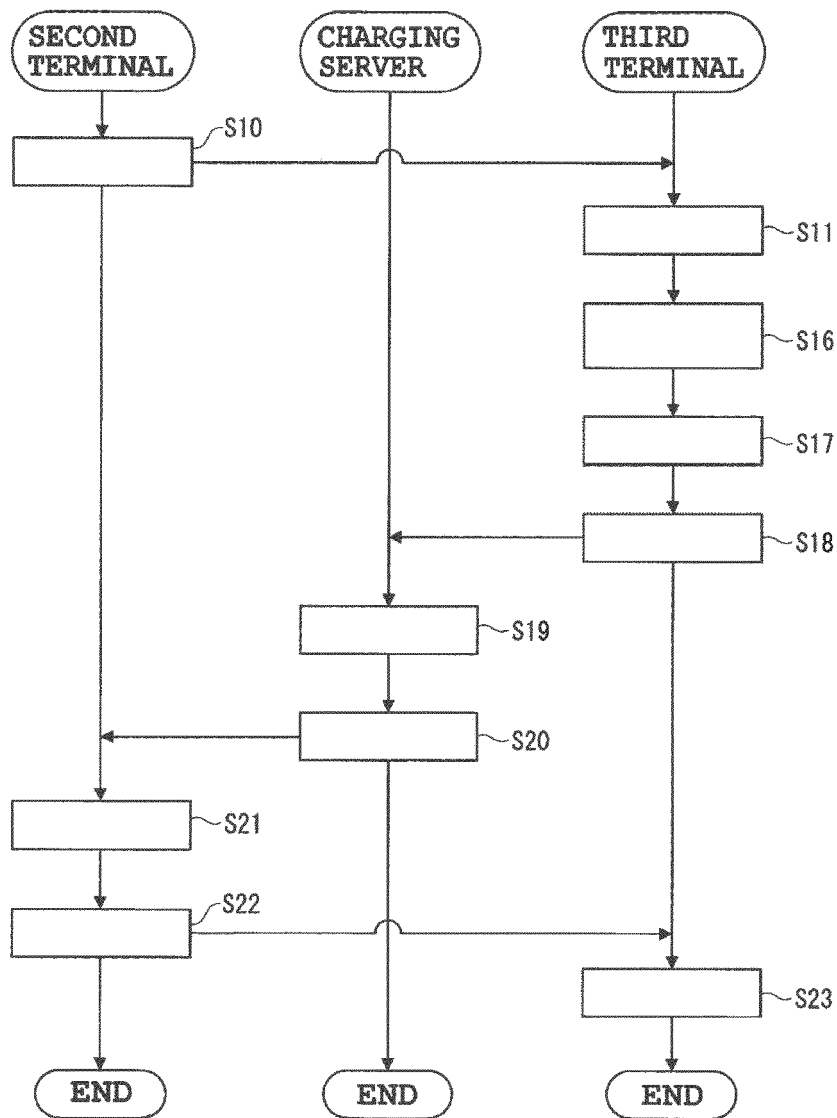 SECOND
TERMINAL
CHARGING
SERVER
THIRD
TERMINAL
S10
S11
S16
S17
S18
S19
S20
S21
S22
S23
END
END
END